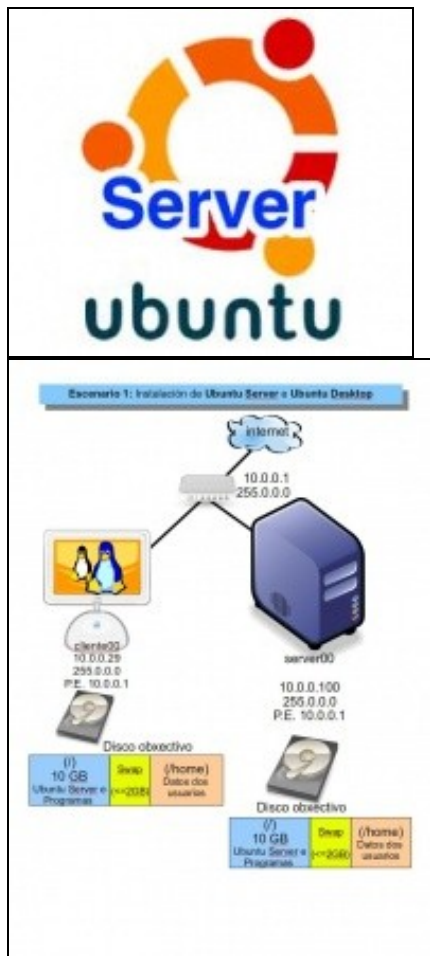 Server
ubuntu
Escenario 1: Instalación de Ubuntu Server e Ubuntu Desktop
internet
10.0.0.1
255.0.0.0
cliente00
10.0.0.29
255.0.0.0
P.E. 10.0.0.1
server00
10.0.0.100
255.0.0.0
P.E. 10.0.0.1
Disco obxectivo
(/)
10 GB
Ubuntu Server e
Programas
Swap
(<=2GB)
(/home)
Datos dos
usuarios
Disco obxectivo
(/)
10 GB
Ubuntu Server e
Programas
Swap
(<=2GB)
(/home)
Datos dos
usuarios